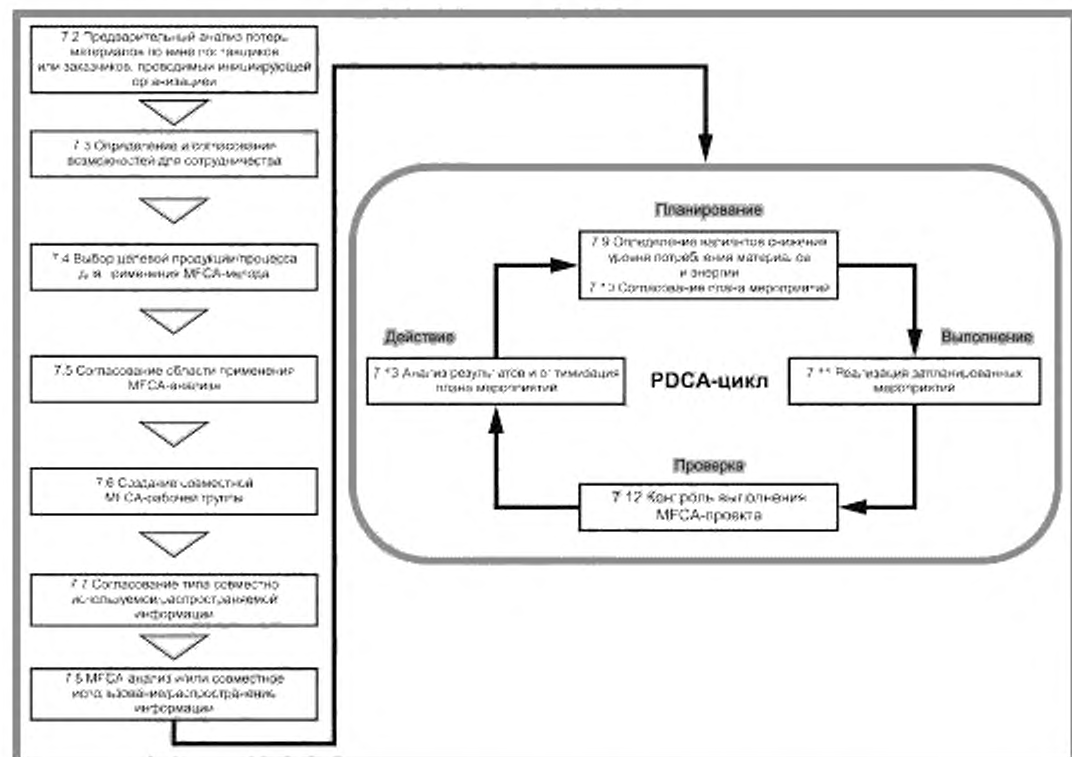 7.2 Предварительный анализ потерь
материалов по вине поставщиков
или заказчиков, проводимый инициирующей
организацией
7.3 Определение и согласование
возможностей для сотрудничества
7.4 Выбор целевой продукции/процесса
для применения MFCA-метода
7.5 Согласование области применения
MFCA-анализа
7.6 Создание совместной
MFCA-рабочей группы
7.7 Согласование типа совместно
используемой/распространяемой
информации
7.8 MFCA анализ и/или совместное
использование/распространение
информации
Планирование
7.9 Определение вариантов снижения
уровня потребления материалов
и энергии
7.10 Согласование плана мероприятий
Действие
Выполнение
7.13 Анализ результатов и оптимизация
плана мероприятий
PDCA-цикл
7.11 Реализация запланированных
мероприятий
Проверка
7.12 Контроль выполнения
MFCA-проекта